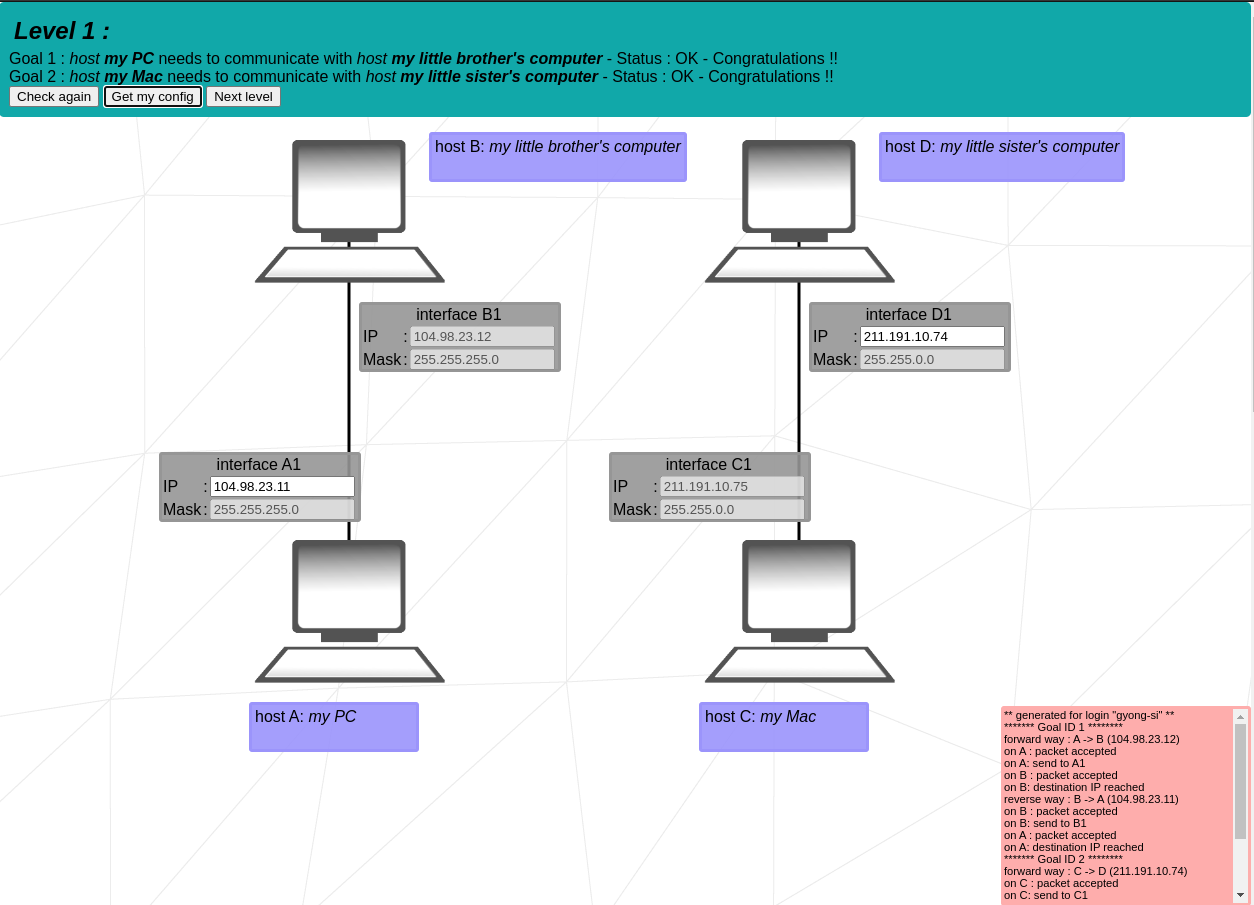 Level 1 :
Goal 1 : host my PC needs to communicate with host my little brother's computer - Status : OK - Congratulations !!
Goal 2 : host my Mac needs to communicate with host my little sister's computer - Status : OK - Congratulations !!
Check again Get my config Next level
host B: my little brother's computer
host D: my little sister's computer
interface B1
IP : 104.98.23.12
Mask : 255.255.255.0
interface D1
IP : 211.191.10.74
Mask : 255.255.0.0
interface A1
IP : 104.98.23.11
Mask : 255.255.255.0
interface C1
IP : 211.191.10.75
Mask : 255.255.0.0
host A: my PC
host C: my Mac
** generated for login "gyong-si" **
******* Goal ID 1 ********
forward way : A -> B (104.98.23.12)
on A : packet accepted
on A: send to A1
on B : packet accepted
on B: destination IP reached
reverse way : B -> A (104.98.23.11)
on B : packet accepted
on B: send to B1
on A : packet accepted
on A: destination IP reached
******* Goal ID 2 ********
forward way : C -> D (211.191.10.74)
on C : packet accepted
on C: send to C1